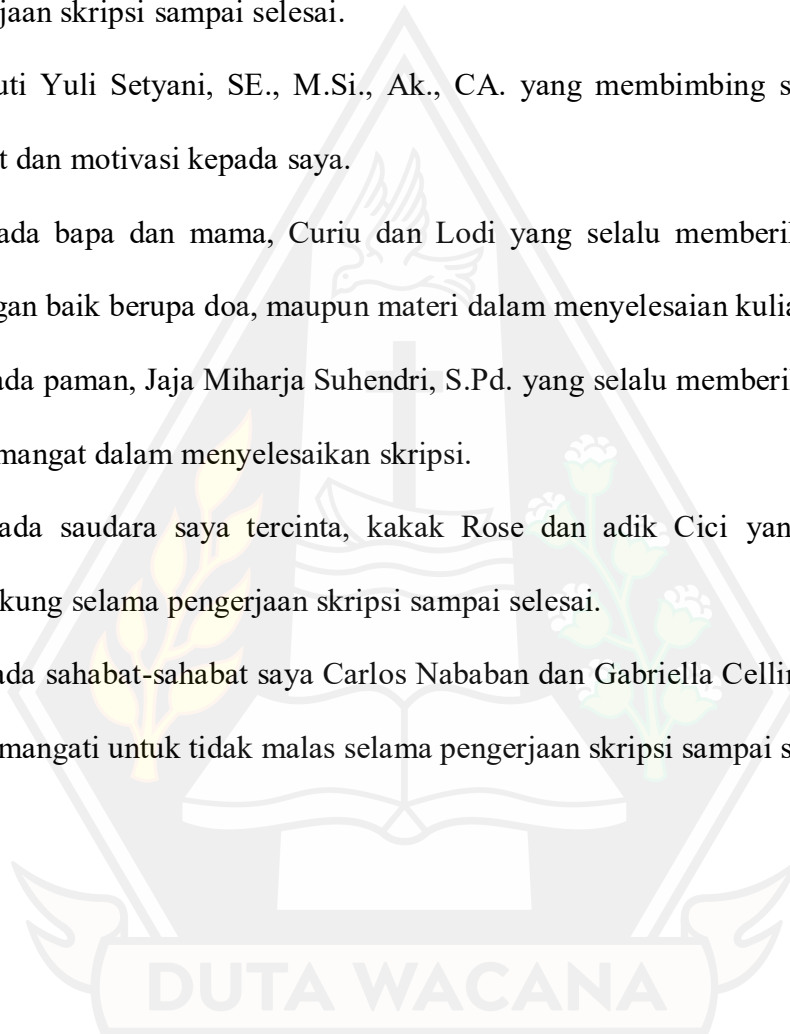 jaan skripsi sampai selesai.
uti Yuli Setyani, SE., M.Si., Ak., CA. yang membimbing s
t dan motivasi kepada saya.
ada bapa dan mama, Curiu dan Lodi yang selalu memberi
gan baik berupa doa, maupun materi dalam menyelesaian kulia
ada paman, Jaja Miharja Suhendri, S.Pd. yang selalu memberi
mangat dalam menyelesaikan skripsi.
ada saudara saya tercinta, kakak Rose dan adik Cici yan
kung selama pengerjaan skripsi sampai selesai.
ada sahabat-sahabat saya Carlos Nababan dan Gabriella Cellin
mangati untuk tidak malas selama pengerjaan skripsi sampai s
DUTA WACANA